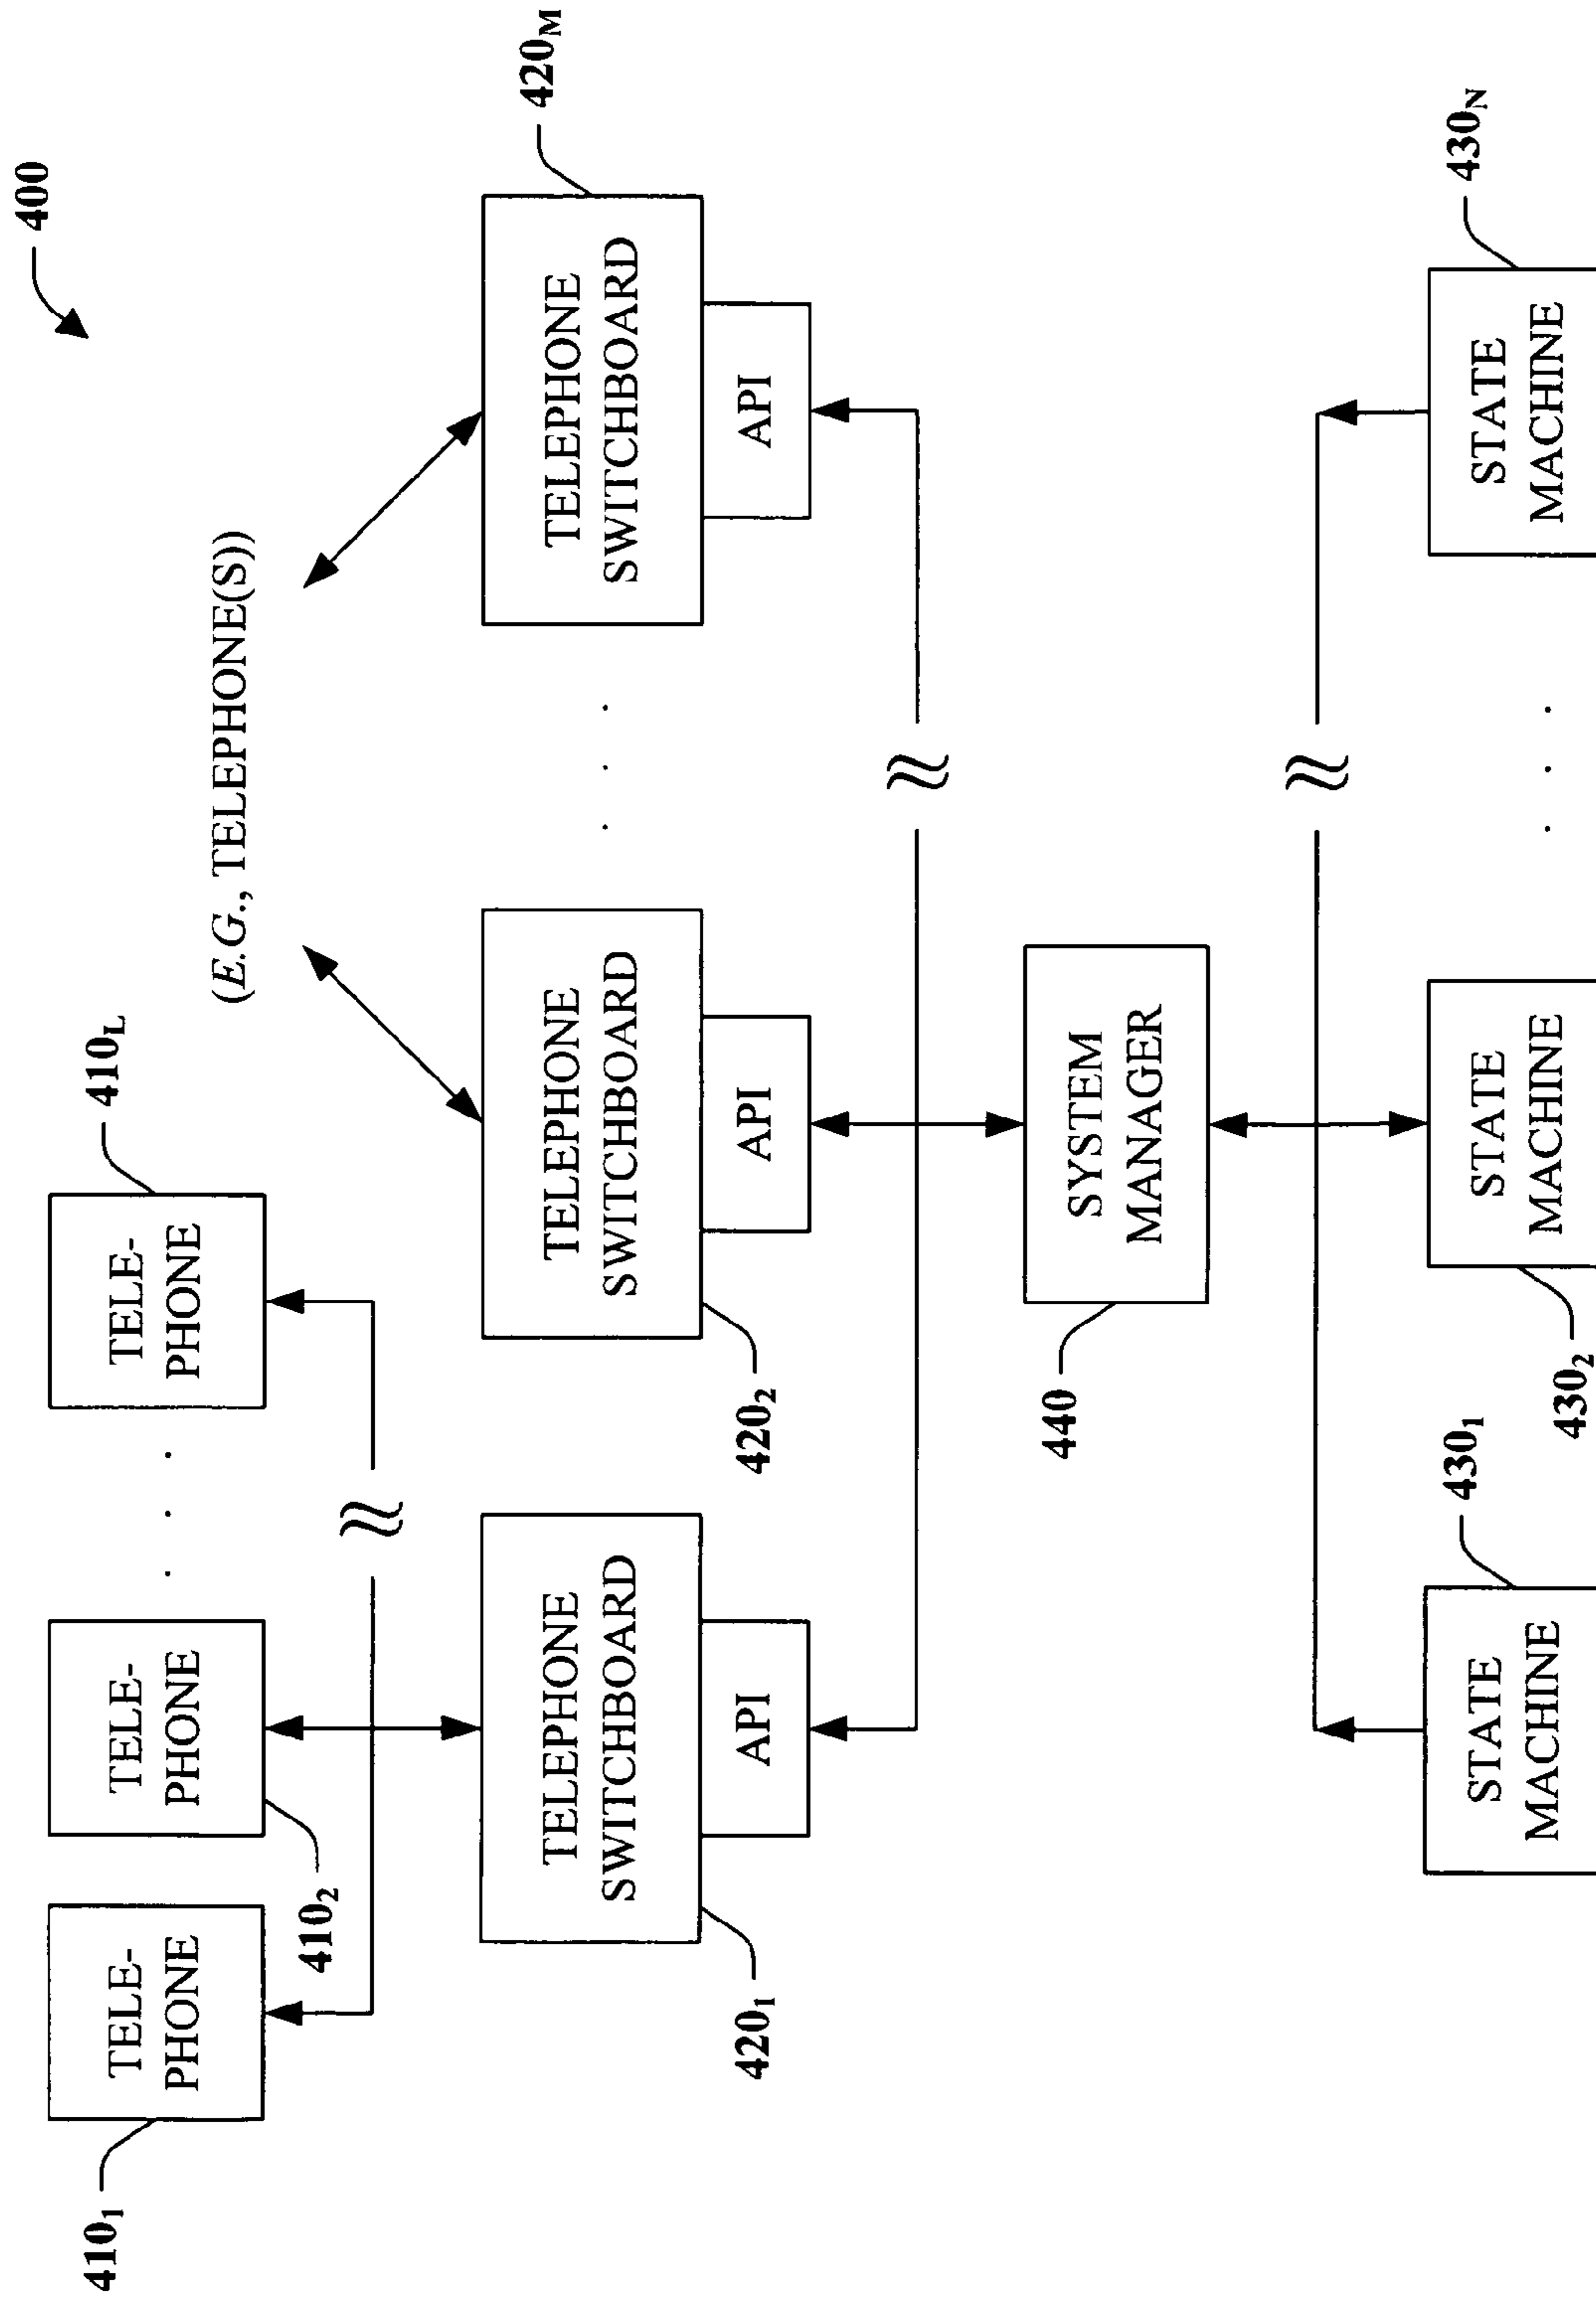 400
410₁
TELE-
PHONE
410₂
TELE-
PHONE
. . .
TELE-
PHONE
410L
(E.G., TELEPHONE(S))
TELEPHONE
SWITCHBOARD
API
420₁
TELEPHONE
SWITCHBOARD
API
420₂
. . .
TELEPHONE
SWITCHBOARD
API
420M
440
SYSTEM
MANAGER
STATE
MACHINE
430₁
STATE
MACHINE
430₂
. . .
STATE
MACHINE
430N